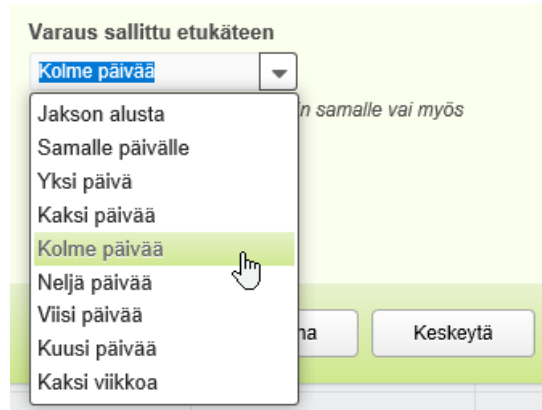 Varaus sallittu etukäteen
Kolme päivää
samalle vai myös
Jakson alusta
Samalle päivälle
Yksi päivä
Kaksi päivää
Kolme päivää
Neljä päivää
Viisi päivää
Kuusi päivää
Kaksi viikkoa
Keskeytä